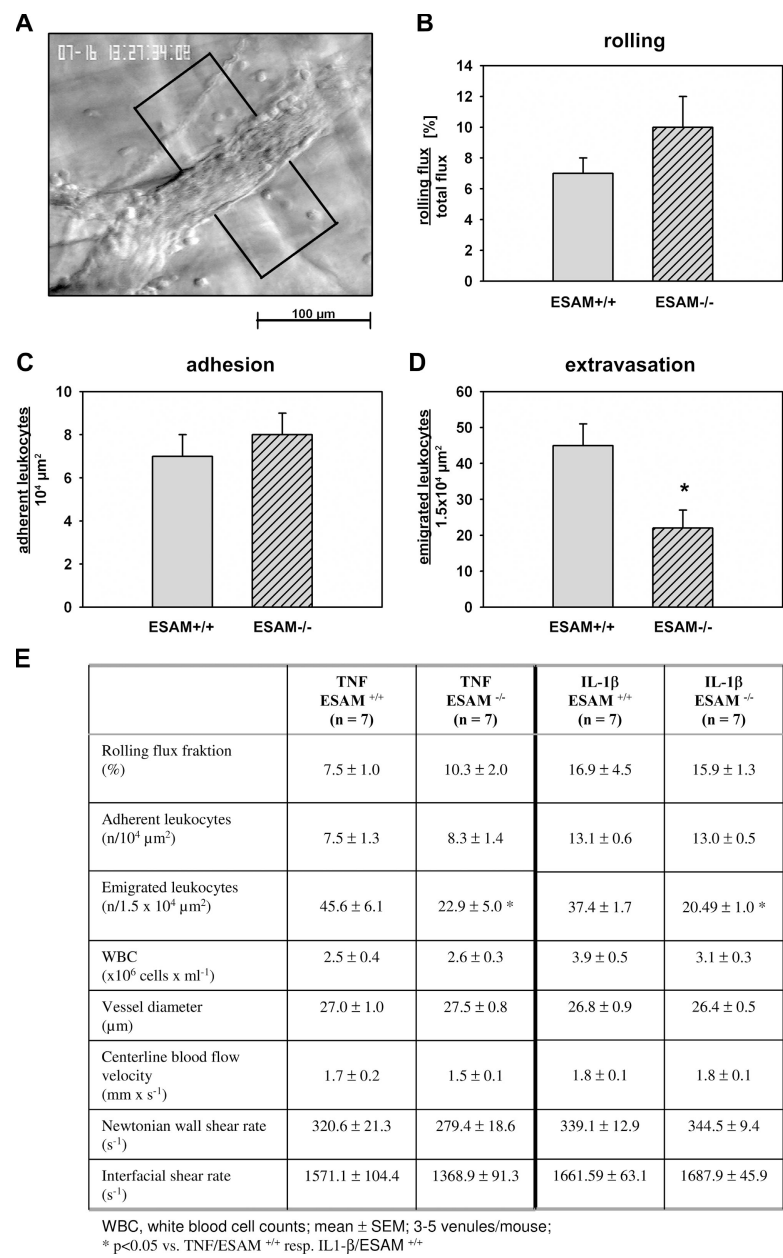 A
07-16 13:27:34:08
100 µm
B
rolling
rolling flux [%]
total flux
14
12
10
8
6
4
2
0
ESAM+/+ ESAM-/-
C
adhesion
adherent leukocytes
10⁴ µm²
10
8
6
4
2
0
ESAM+/+ ESAM-/-
D
extravasation
emigrated leukocytes
1.5x10⁴ µm²
60
50
40
30
20
10
0
*
ESAM+/+ ESAM-/-
E
TNF TNF IL-1β IL-1β
ESAM +/+ ESAM -/- ESAM +/+ ESAM -/-
(n = 7) (n = 7) (n = 7) (n = 7)
Rolling flux fraktion
(%) 7.5 ± 1.0 10.3 ± 2.0 16.9 ± 4.5 15.9 ± 1.3
Adherent leukocytes
(n/10⁴ µm²) 7.5 ± 1.3 8.3 ± 1.4 13.1 ± 0.6 13.0 ± 0.5
Emigrated leukocytes
(n/1.5 x 10⁴ µm²) 45.6 ± 6.1 22.9 ± 5.0 * 37.4 ± 1.7 20.49 ± 1.0 *
WBC 2.5 ± 0.4 2.6 ± 0.3 3.9 ± 0.5 3.1 ± 0.3
(x10⁶ cells x ml⁻¹)
Vessel diameter 27.0 ± 1.0 27.5 ± 0.8 26.8 ± 0.9 26.4 ± 0.5
(µm)
Centerline blood flow
velocity 1.7 ± 0.2 1.5 ± 0.1 1.8 ± 0.1 1.8 ± 0.1
(mm x s⁻¹)
Newtonian wall shear rate 320.6 ± 21.3 279.4 ± 18.6 339.1 ± 12.9 344.5 ± 9.4
(s⁻¹)
Interfacial shear rate 1571.1 ± 104.4 1368.9 ± 91.3 1661.59 ± 63.1 1687.9 ± 45.9
(s⁻¹)
WBC, white blood cell counts; mean ± SEM; 3-5 venules/mouse;
* p<0.05 vs. TNF/ESAM +/+ resp. IL1-β/ESAM +/+